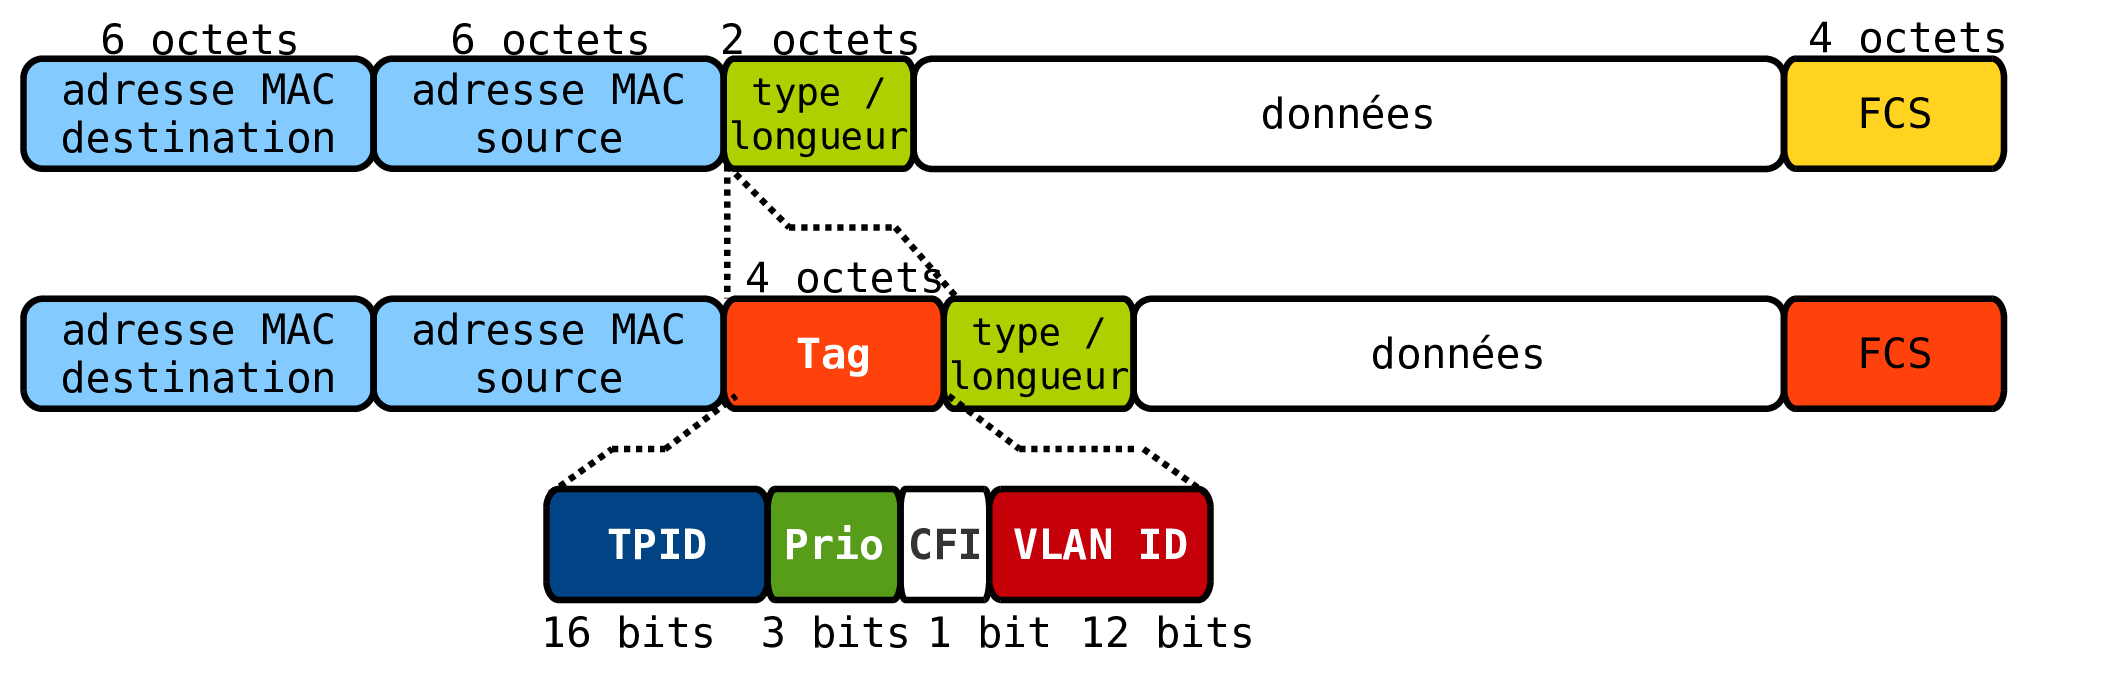 6 octets 6 octets 2 octets 4 octets
adresse MAC destination
adresse MAC source
type / longueur
données
FCS
4 octets
adresse MAC destination
adresse MAC source
Tag
type / longueur
données
FCS
TPID Prio CFI VLAN ID
16 bits 3 bits 1 bit 12 bits